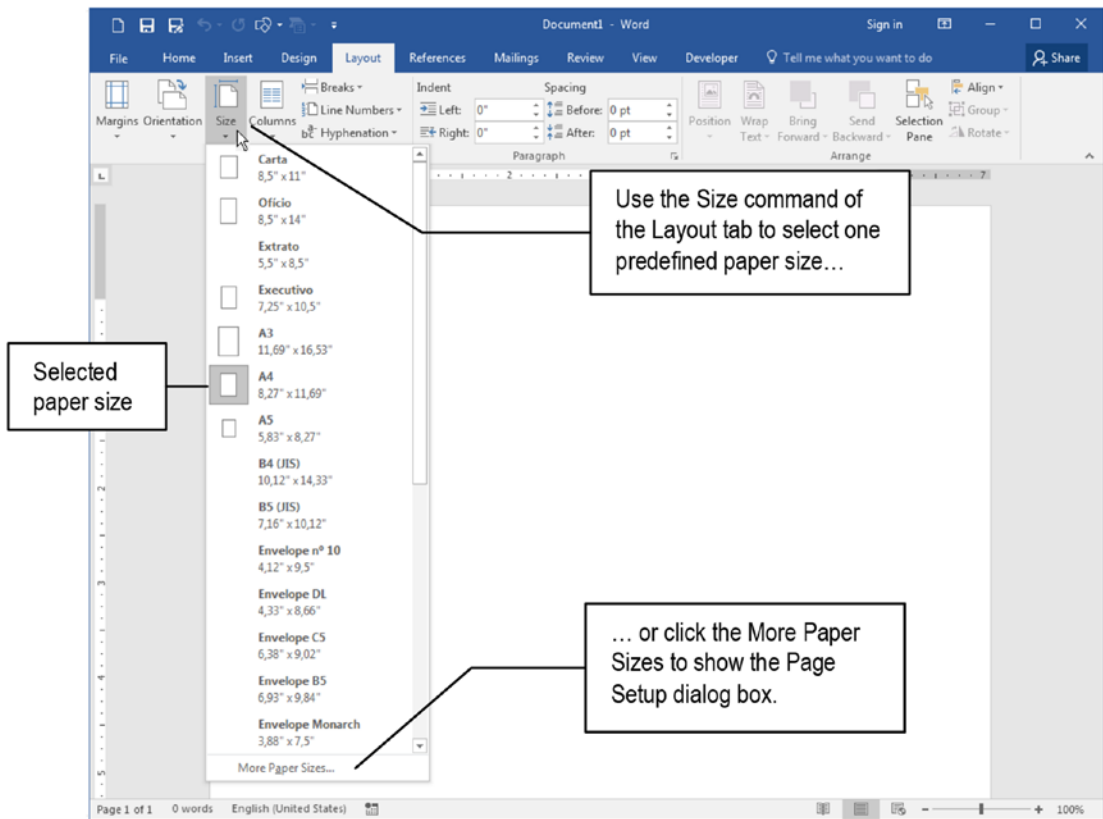 Document1 - Word
Sign in
File Home Insert Design Layout References Mailings Review View Developer Tell me what you want to do Share
Margins Orientation Size Columns
Breaks
Line Numbers
Hyphenation
Indent Spacing
Left: 0" Before: 0 pt
Right: 0" After: 0 pt
Paragraph
Position Wrap Text Bring Forward Send Backward Selection Pane
Align
Group
Rotate
Arrange
2
7
Carta
8,5" x 11"
Ofício
8,5" x 14"
Extrato
5,5" x 8,5"
Executivo
7,25" x 10,5"
A3
11,69" x 16,53"
A4
8,27" x 11,69"
A5
5,83" x 8,27"
B4 (JIS)
10,12" x 14,33"
B5 (JIS)
7,16" x 10,12"
Envelope nº 10
4,12" x 9,5"
Envelope DL
4,33" x 8,66"
Envelope C5
6,38" x 9,02"
Envelope B5
6,93" x 9,84"
Envelope Monarch
3,88" x 7,5"
More Paper Sizes...
Use the Size command of
the Layout tab to select one
predefined paper size…
Selected
paper size
2
3
4
5
… or click the More Paper
Sizes to show the Page
Setup dialog box.
Page 1 of 1 0 words English (United States) 100%